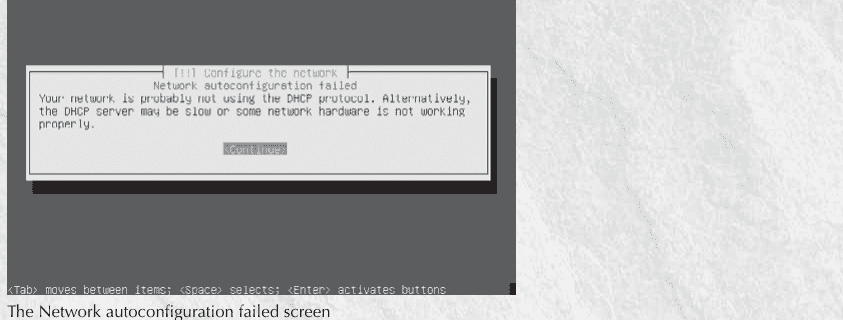 [!!] Configure the network
Network autoconfiguration failed
Your network is probably not using the DHCP protocol. Alternatively,
the DHCP server may be slow or some network hardware is not working
properly.
<Continue>
<Tab> moves between items; <Space> selects; <Enter> activates buttons
The Network autoconfiguration failed screen